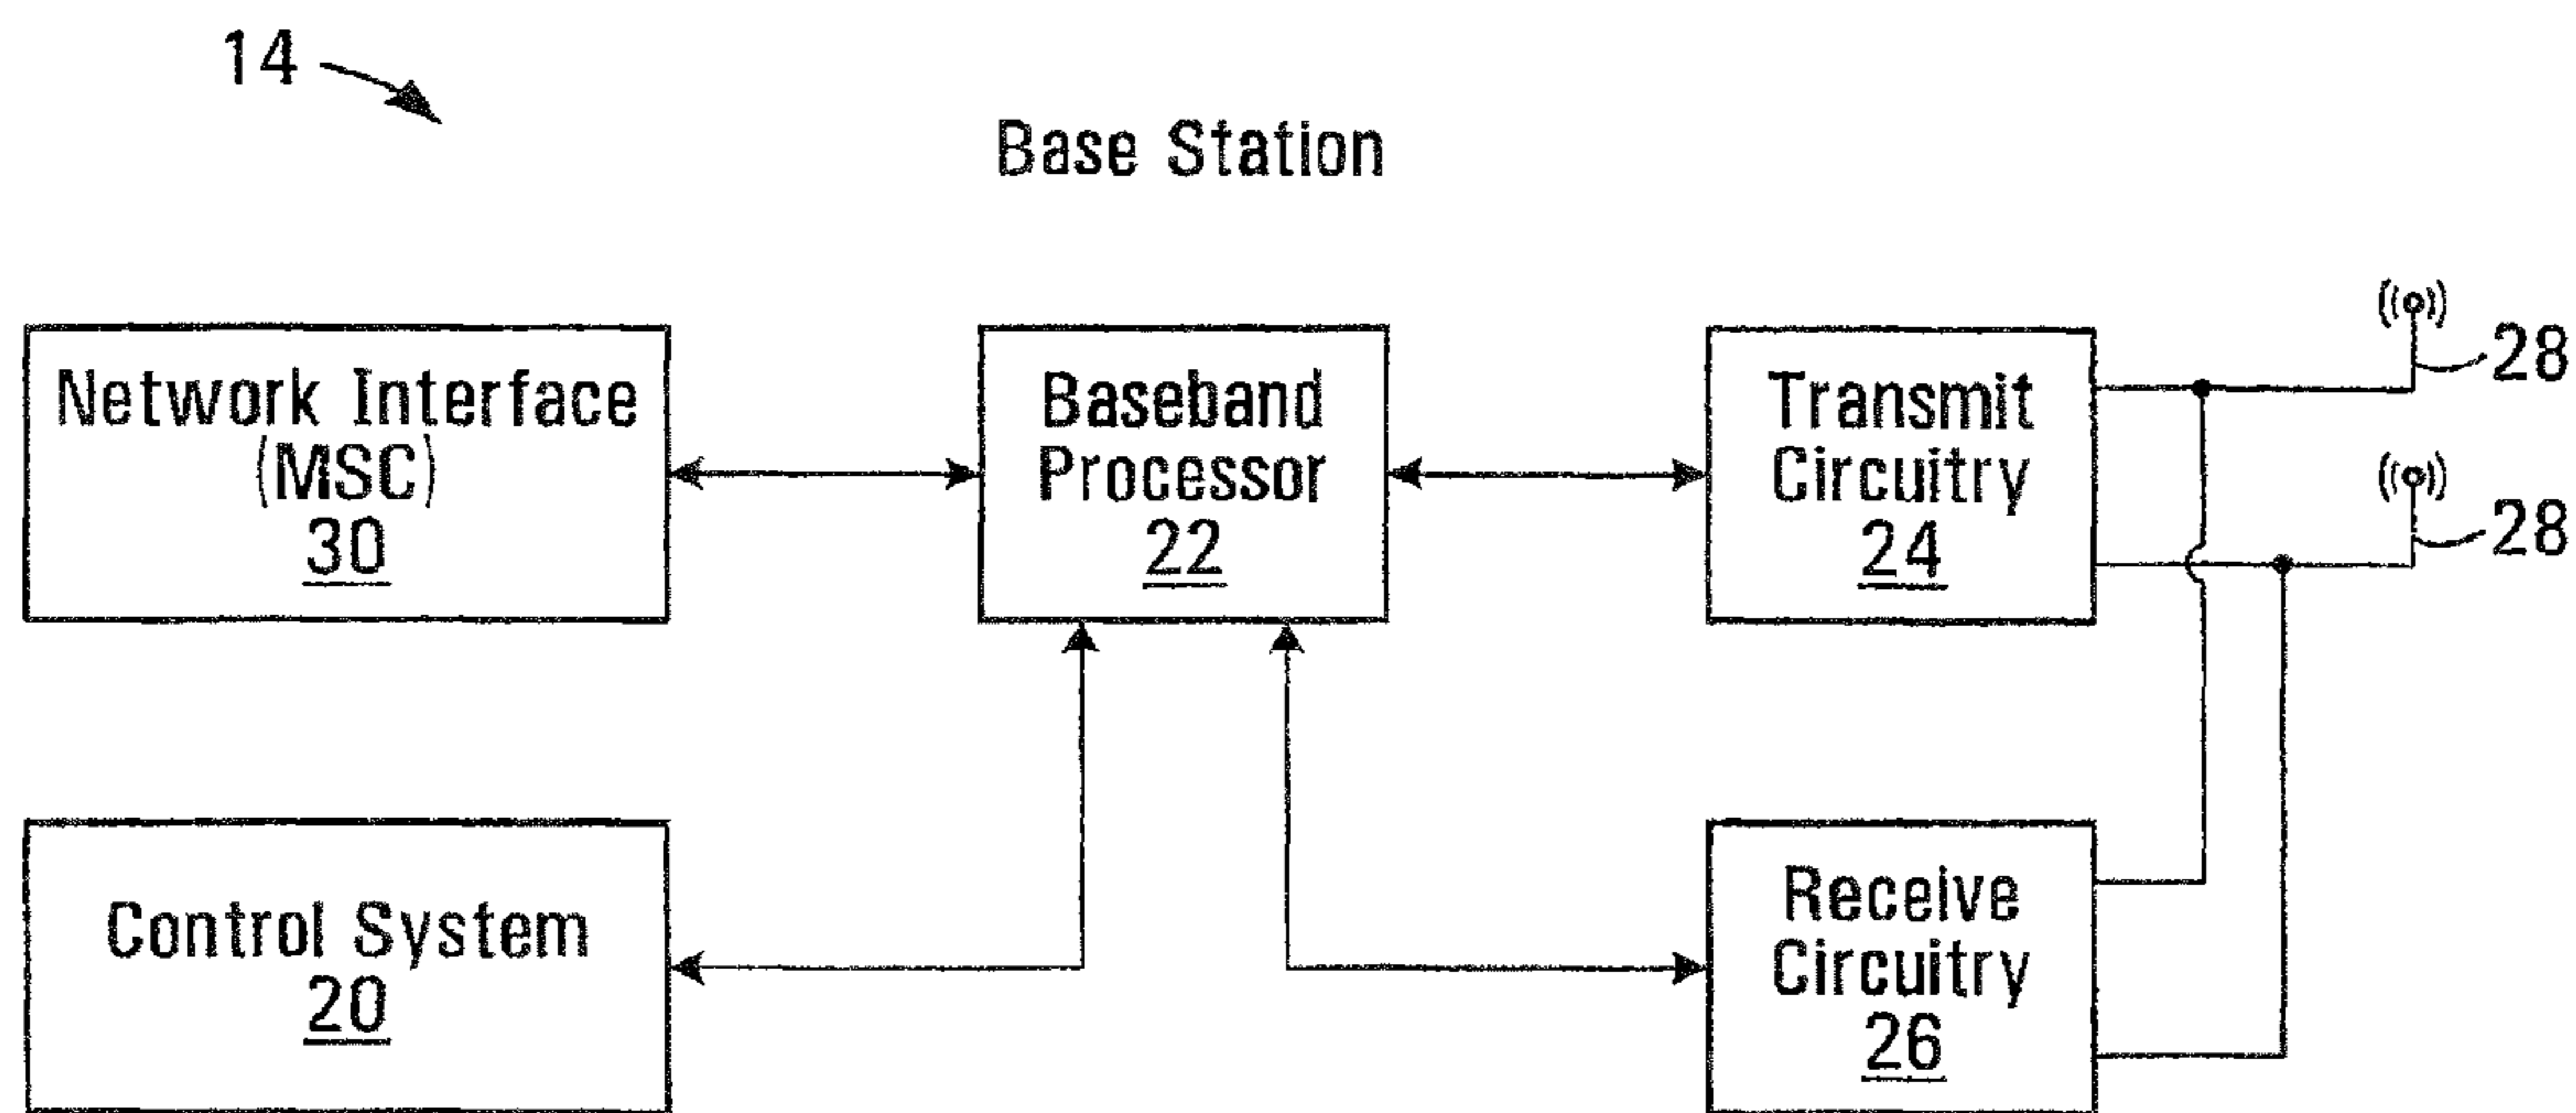 14
Base Station
Network Interface
(MSC)
30
Baseband
Processor
22
Transmit
Circuitry
24
28
28
Control System
20
Receive
Circuitry
26